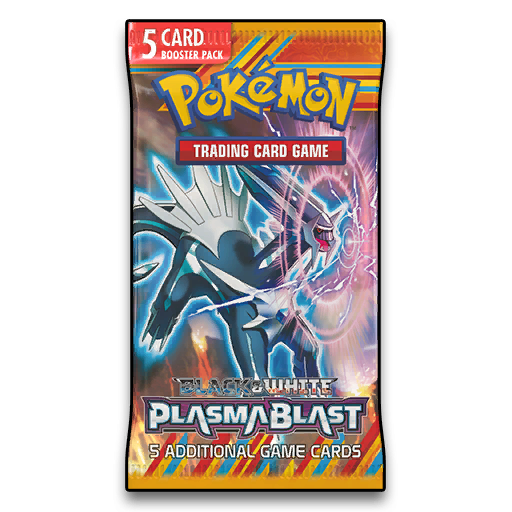 5 CARD
BOOSTER PACK
POKéMON
TRADING CARD GAME
BLACK & WHITE
PLASMA BLAST
5 ADDITIONAL GAME CARDS